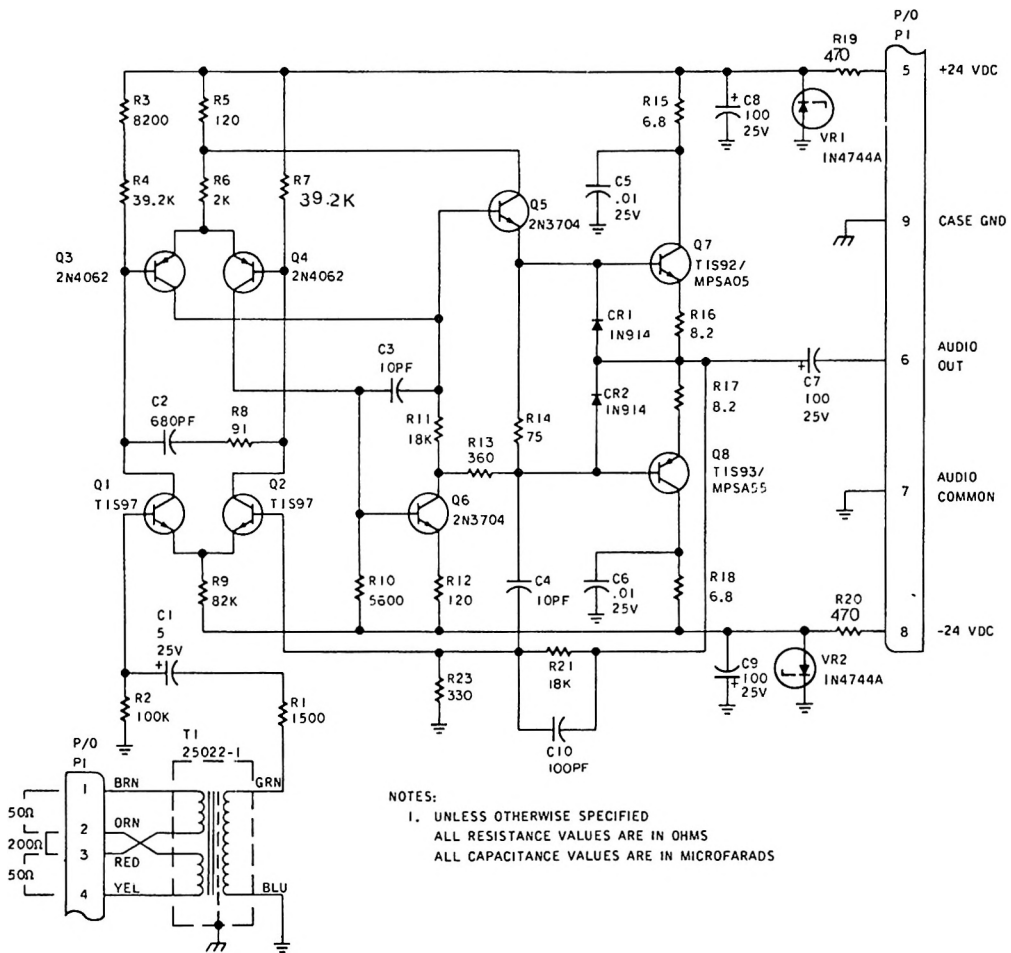 P/O
P1
R19
470
5
+24 VDC
R3
8200
R5
120
R15
6.8
C8
+
100
25V
VR1
1N4744A
R4
39.2K
R6
2K
R7
39.2K
Q5
2N3704
C5
.01
25V
9
CASE GND
Q3
2N4062
Q4
2N4062
Q7
TIS92/
MPSA05
CR1
1N914
R16
8.2
C3
10PF
6
AUDIO
OUT
+
C7
100
25V
C2
680PF
R8
91
R11
18K
R14
75
CR2
1N914
R17
8.2
R13
360
Q1
TIS97
Q2
TIS97
Q6
2N3704
Q8
TIS93/
MPSA55
7
AUDIO
COMMON
R9
82K
R10
5600
R12
120
C4
10PF
C6
.01
25V
R18
6.8
R20
470
8
-24 VDC
C1
5
25V
+
R21
18K
C9
100
25V
+
VR2
1N4744A
R2
100K
R1
1500
R23
330
C10
100PF
P/O
P1
T1
25022-1
1
BRN
GRN
50Ω
2
ORN
200Ω
3
RED
50Ω
4
YEL
BLU
NOTES:
1. UNLESS OTHERWISE SPECIFIED
ALL RESISTANCE VALUES ARE IN OHMS
ALL CAPACITANCE VALUES ARE IN MICROFARADS